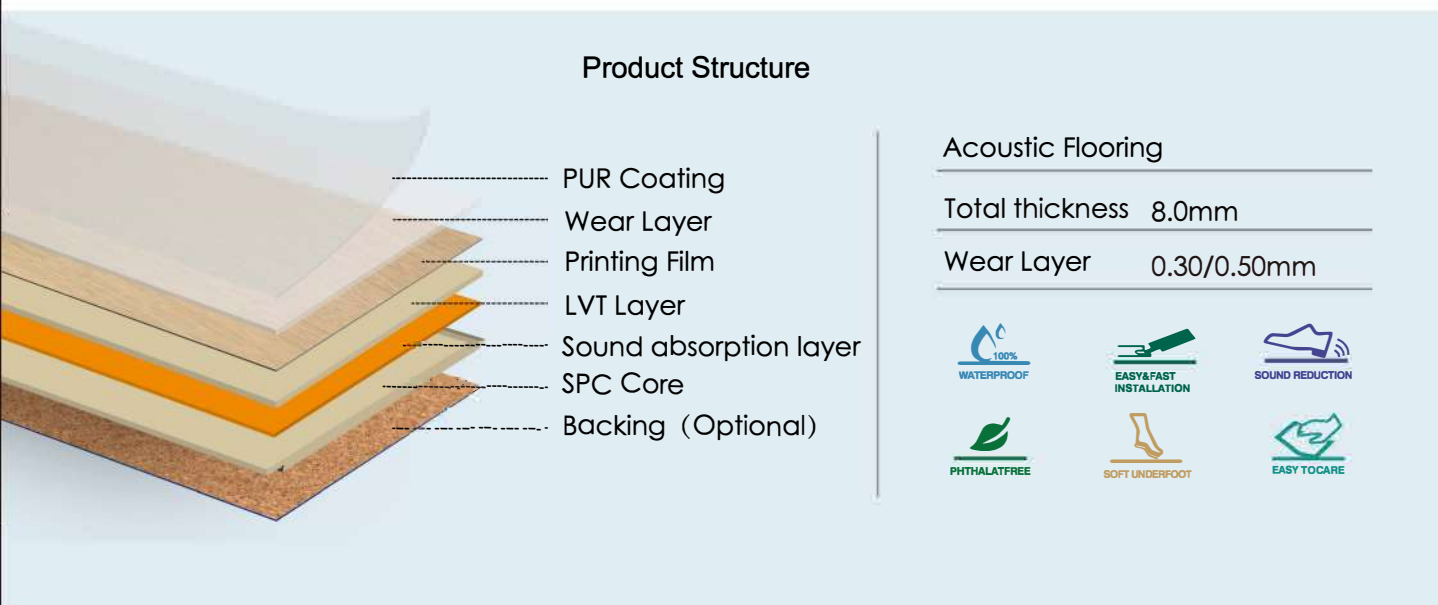 Product Structure
PUR Coating
Wear Layer
Printing Film
LVT Layer
Sound absorption layer
SPC Core
Backing（Optional）
Acoustic Flooring
Total thickness 8.0mm
Wear Layer 0.30/0.50mm
100%
WATERPROOF
EASY&FAST
INSTALLATION
SOUND REDUCTION
PHTHALATFREE
SOFT UNDERFOOT
EASY TOCARE